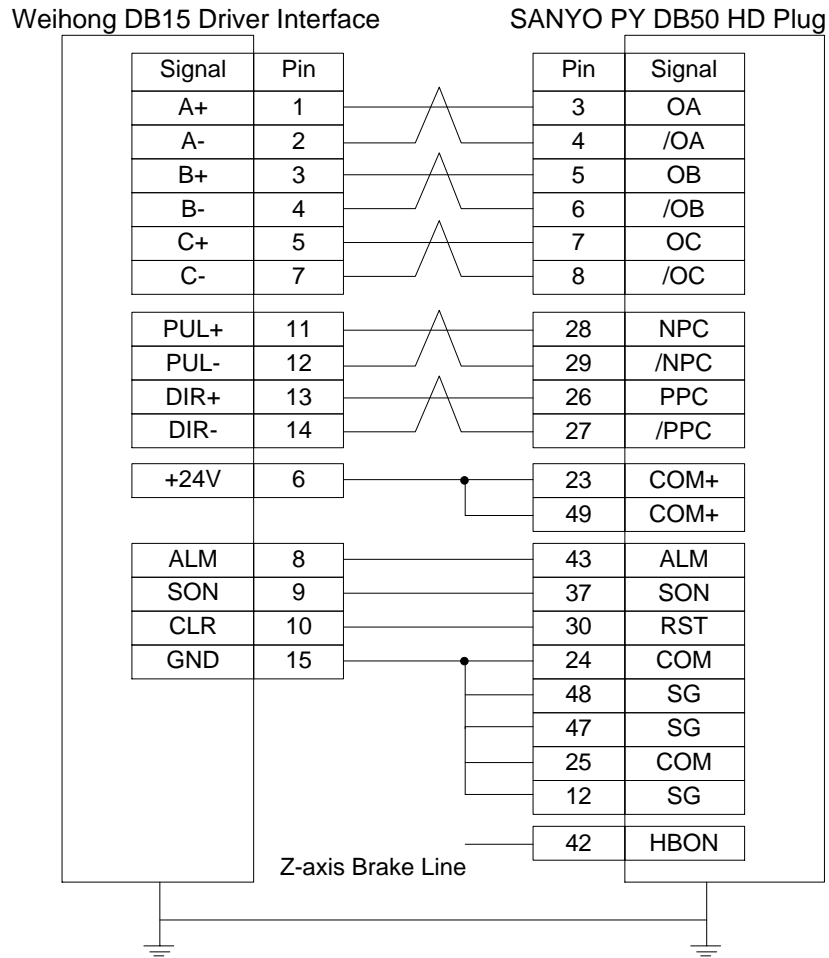 Weihong DB15 Driver Interface SANYO PY DB50 HD Plug
Signal Pin Pin Signal
A+ 1 3 OA
A- 2 4 /OA
B+ 3 5 OB
B- 4 6 /OB
C+ 5 7 OC
C- 7 8 /OC
PUL+ 11 28 NPC
PUL- 12 29 /NPC
DIR+ 13 26 PPC
DIR- 14 27 /PPC
+24V 6 23 COM+
49 COM+
ALM 8 43 ALM
SON 9 37 SON
CLR 10 30 RST
GND 15 24 COM
48 SG
47 SG
25 COM
12 SG
42 HBON
Z-axis Brake Line